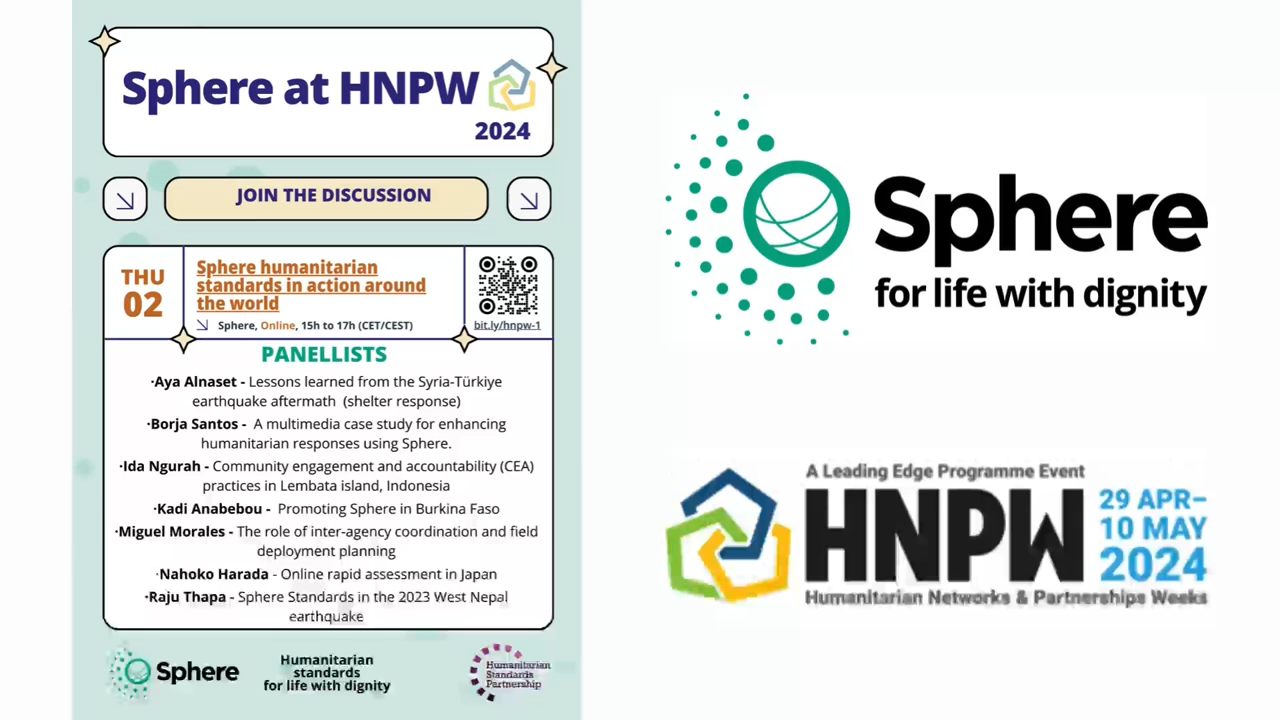 Sphere at HNPW
2024
JOIN THE DISCUSSION
THU
02
Sphere humanitarian
standards in action around
the world
Sphere, Online, 15h to 17h (CET/CEST)
bit.ly/hnpw-1
PANELLISTS
·Aya Alnaset - Lessons learned from the Syria-Türkiye
earthquake aftermath (shelter response)
·Borja Santos - A multimedia case study for enhancing
humanitarian responses using Sphere.
·Ida Ngurah - Community engagement and accountability (CEA)
practices in Lembata island, Indonesia
·Kadi Anabebou - Promoting Sphere in Burkina Faso
·Miguel Morales - The role of inter-agency coordination and field
deployment planning
·Nahoko Harada - Online rapid assessment in Japan
·Raju Thapa - Sphere Standards in the 2023 West Nepal
earthquake
Sphere
Humanitarian
standards
for life with dignity
Humanitarian
Standards
Partnership
Sphere
for life with dignity
A Leading Edge Programme Event
HNPW
29 APR–
10 MAY
2024
Humanitarian Networks & Partnerships Weeks